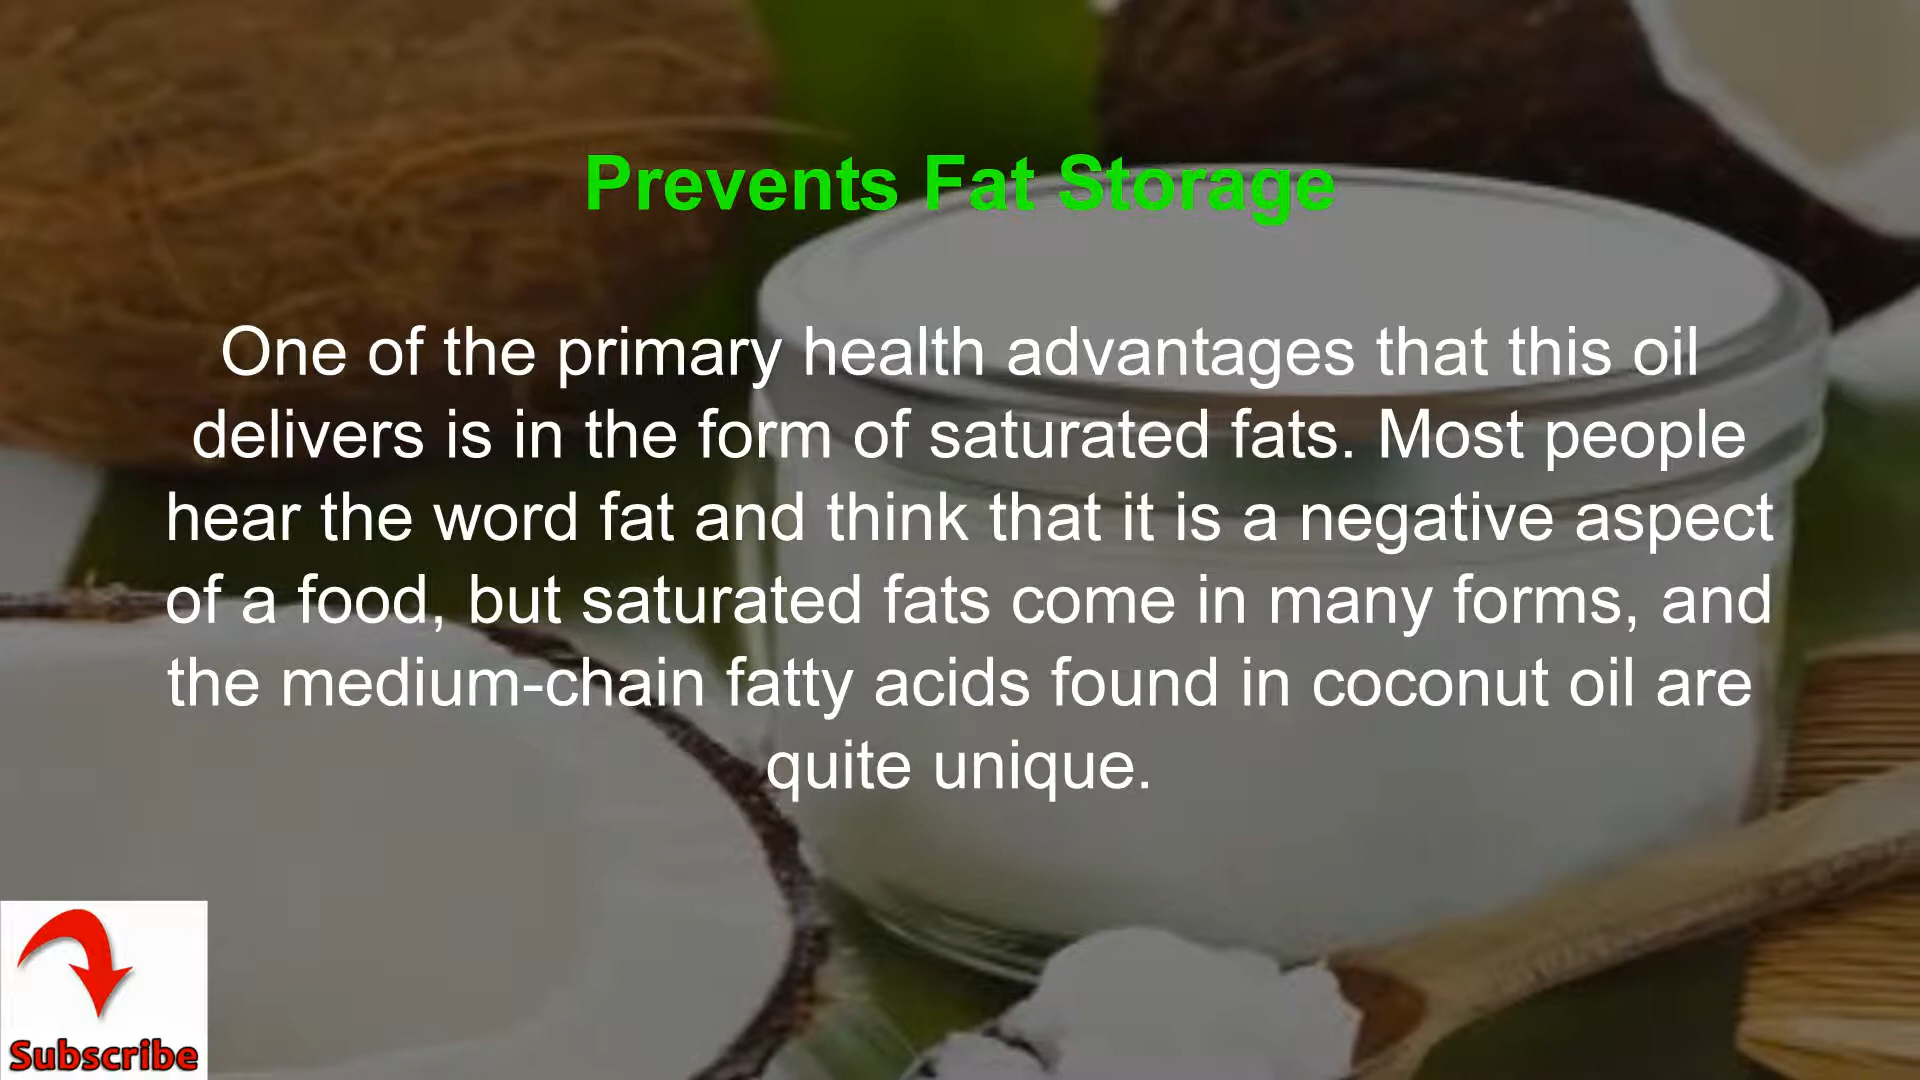 Prevents Fat Storage
One of the primary health advantages that this oil
delivers is in the form of saturated fats. Most people
hear the word fat and think that it is a negative aspect
of a food, but saturated fats come in many forms, and
the medium-chain fatty acids found in coconut oil are
quite unique.
Subscribe